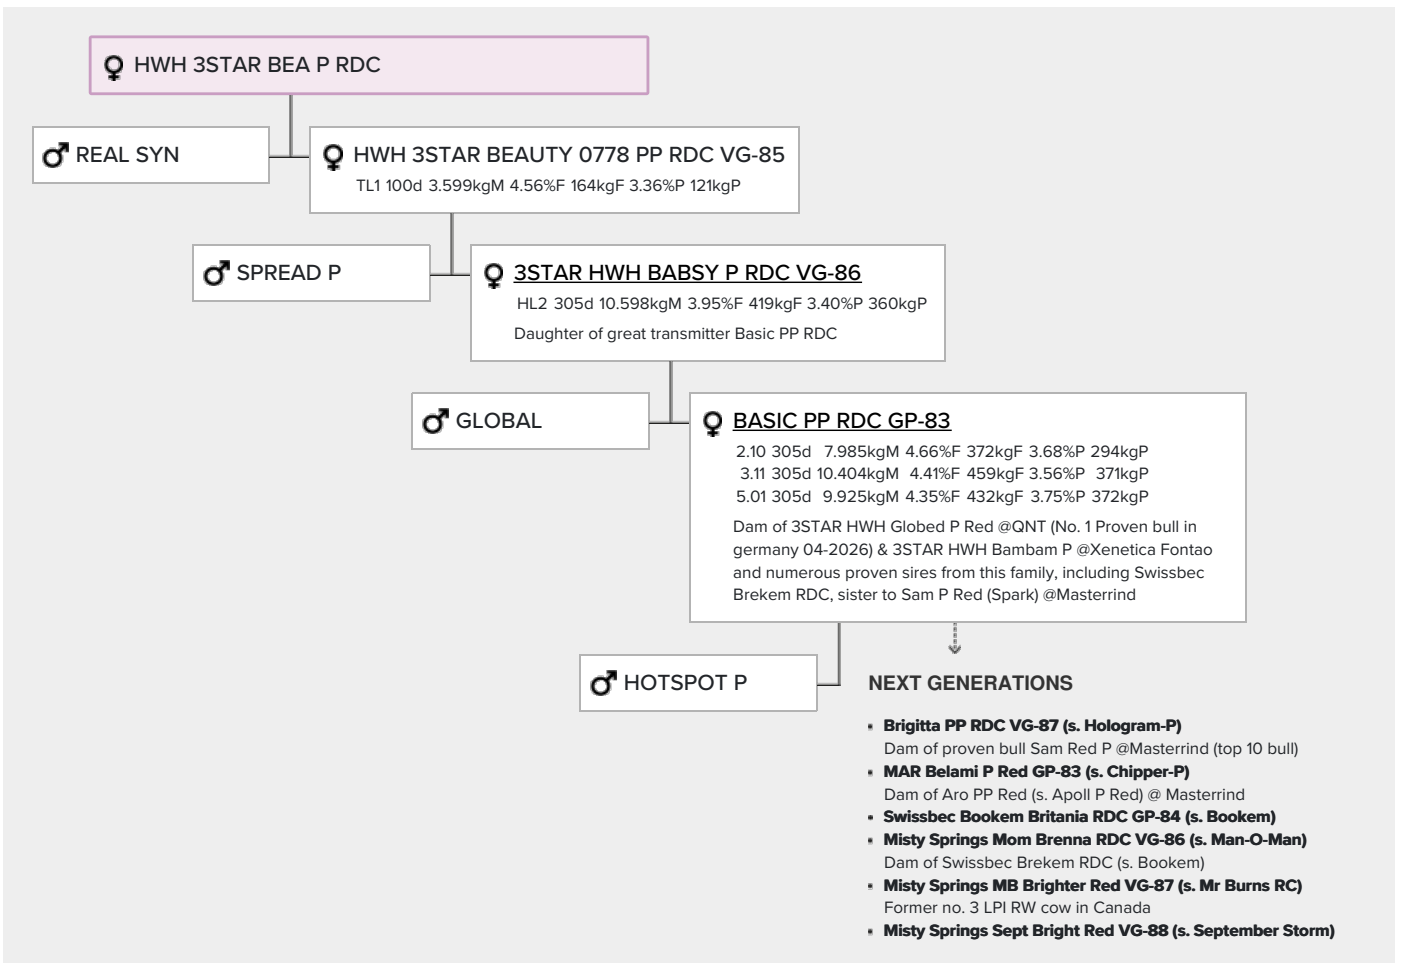 HWH 3STAR BEA P RDC
REAL SYN
HWH 3STAR BEAUTY 0778 PP RDC VG-85
TL1 100d 3.599kgM 4.56%F 164kgF 3.36%P 121kgP
SPREAD P
3STAR HWH BABSY P RDC VG-86
HL2 305d 10.598kgM 3.95%F 419kgF 3.40%P 360kgP
Daughter of great transmitter Basic PP RDC
GLOBAL
BASIC PP RDC GP-83
2.10 305d 7.985kgM 4.66%F 372kgF 3.68%P 294kgP
3.11 305d 10.404kgM 4.41%F 459kgF 3.56%P 371kgP
5.01 305d 9.925kgM 4.35%F 432kgF 3.75%P 372kgP
Dam of 3STAR HWH Globed P Red @QNT (No. 1 Proven bull in
germany 04-2026) & 3STAR HWH Bambam P @Xenetica Fontao
and numerous proven sires from this family, including Swissbec
Brekem RDC, sister to Sam P Red (Spark) @Masterrind
HOTSPOT P
NEXT GENERATIONS
Brigitta PP RDC VG-87 (s. Hologram-P)
Dam of proven bull Sam Red P @Masterrind (top 10 bull)
MAR Belami P Red GP-83 (s. Chipper-P)
Dam of Aro PP Red (s. Apoll P Red) @ Masterrind
Swissbec Bookem Britania RDC GP-84 (s. Bookem)
Misty Springs Mom Brenna RDC VG-86 (s. Man-O-Man)
Dam of Swissbec Brekem RDC (s. Bookem)
Misty Springs MB Brighter Red VG-87 (s. Mr Burns RC)
Former no. 3 LPI RW cow in Canada
Misty Springs Sept Bright Red VG-88 (s. September Storm)